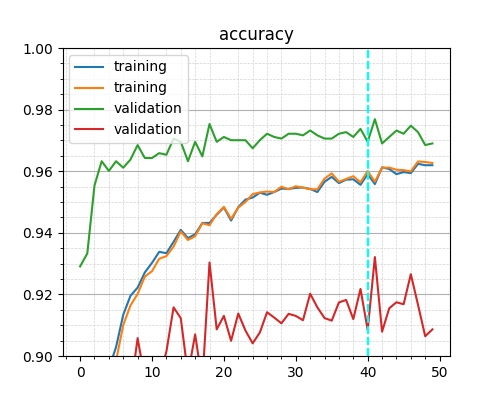 accuracy
1.00
0.98
0.96
0.94
0.92
0.90
training
training
validation
validation
0 10 20 30 40 50